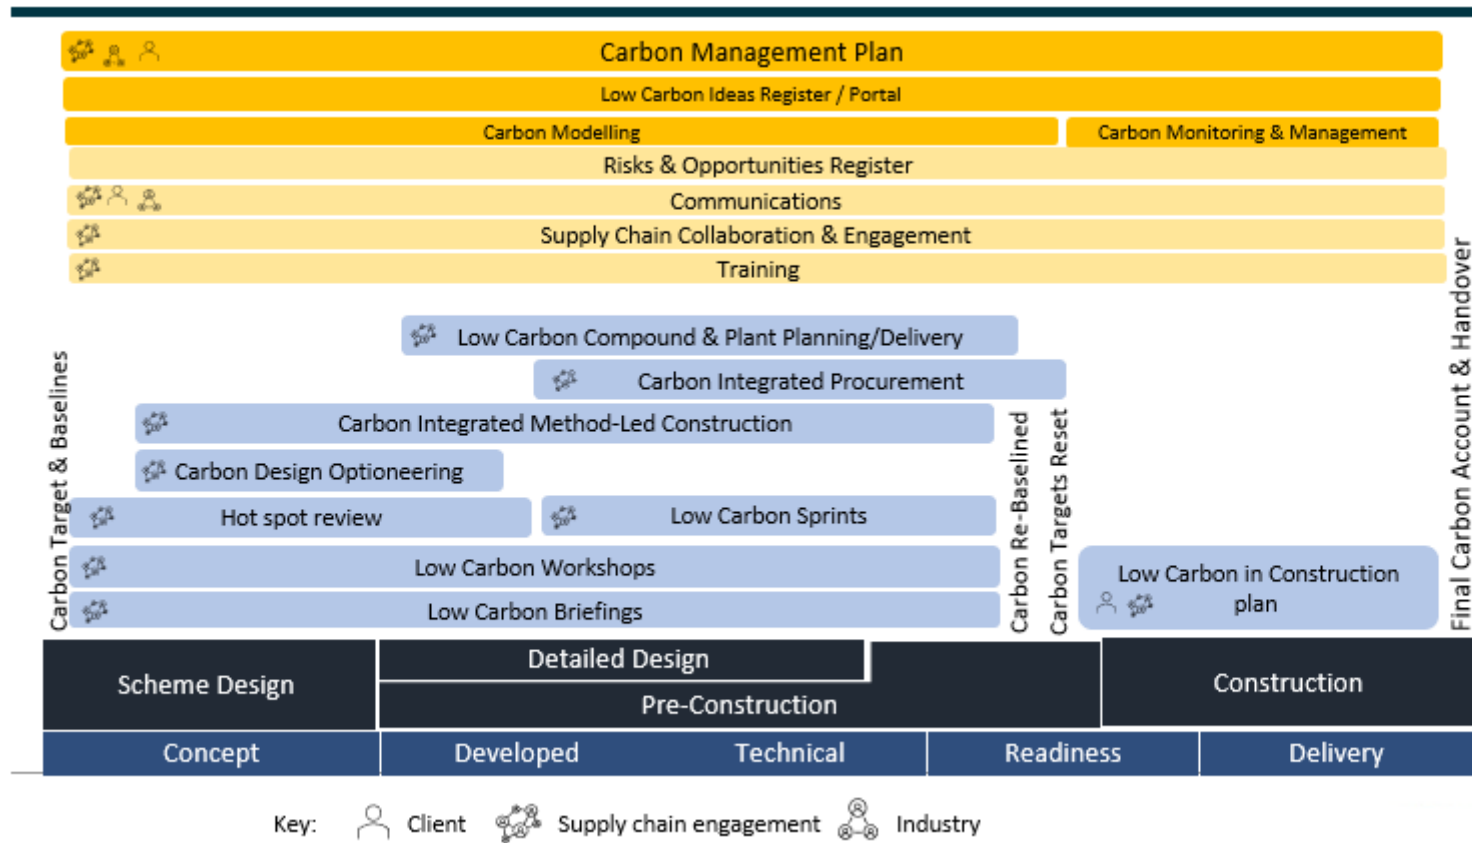 Carbon Management Plan
Low Carbon Ideas Register / Portal
Carbon Modelling
Carbon Monitoring & Management
Risks & Opportunities Register
Communications
Supply Chain Collaboration & Engagement
Training
Low Carbon Compound & Plant Planning/Delivery
Carbon Integrated Procurement
Carbon Integrated Method-Led Construction
Carbon Design Optioneering
Hot spot review
Low Carbon Sprints
Low Carbon Workshops
Low Carbon Briefings
Low Carbon in Construction
plan
Carbon Target & Baselines
Carbon Re-Baselined
Carbon Targets Reset
Final Carbon Account & Handover
Scheme Design
Detailed Design
Pre-Construction
Construction
Concept
Developed
Technical
Readiness
Delivery
Key: Client Supply chain engagement Industry